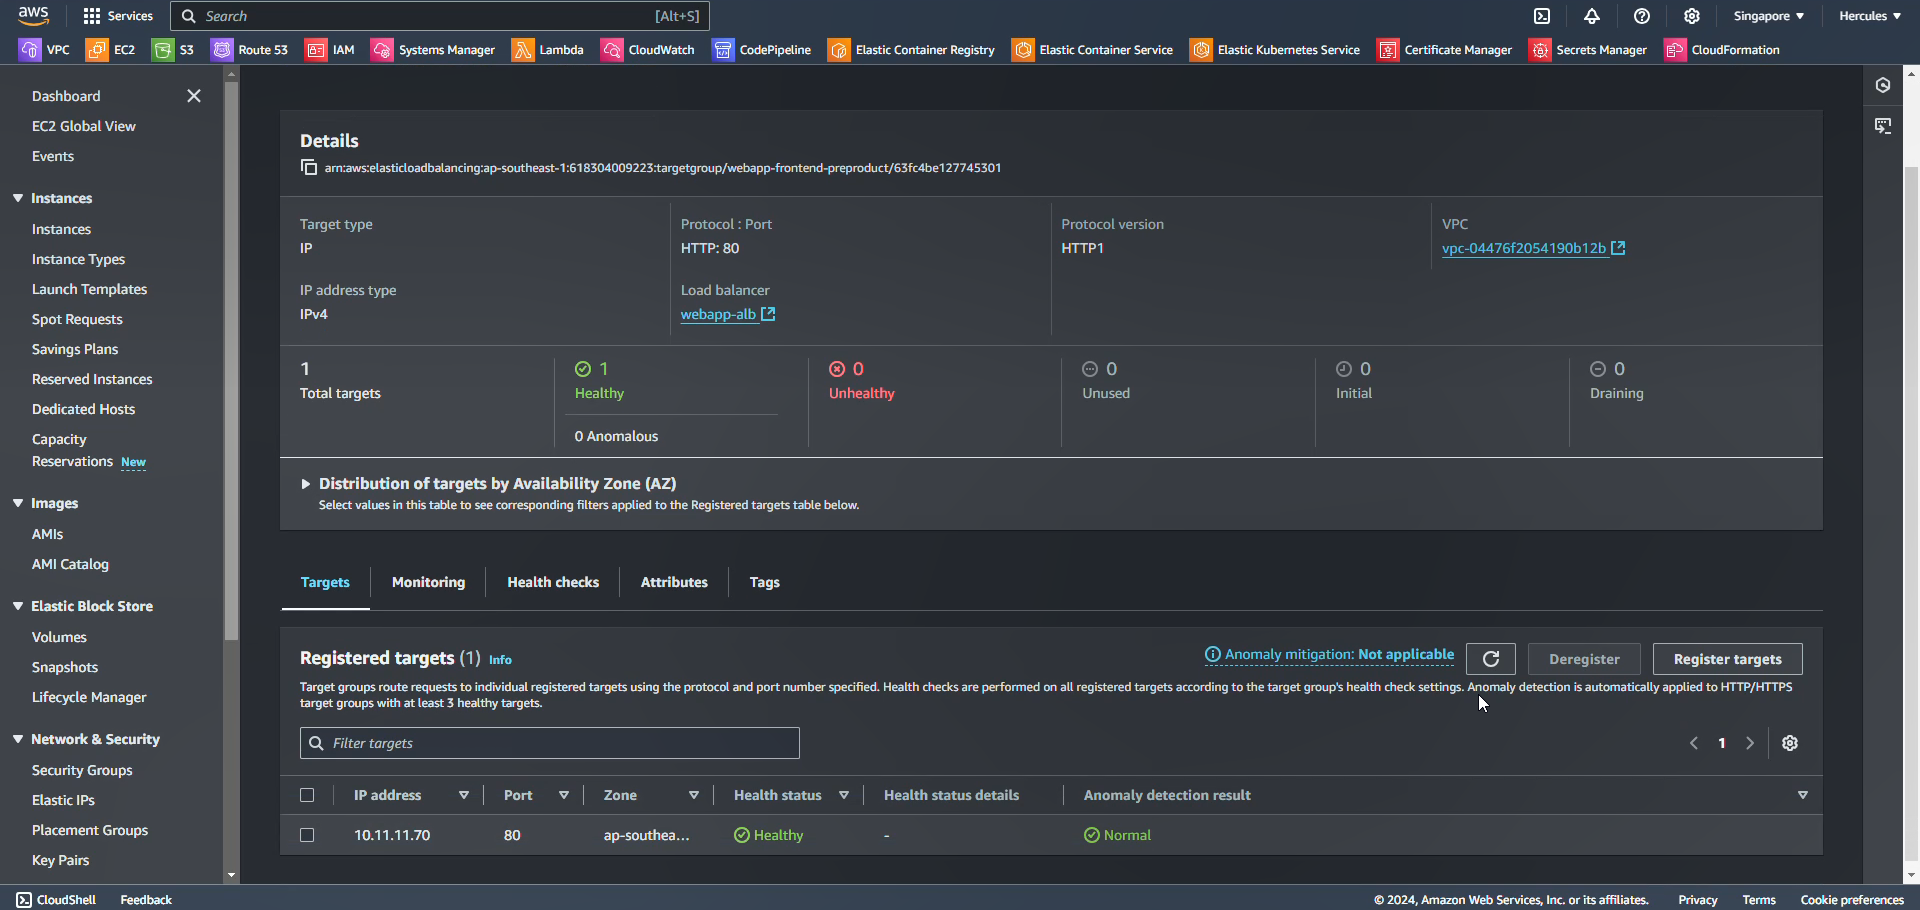 aws
Services
Search
[Alt+S]
Singapore
Hercules
VPC
EC2
S3
Route 53
IAM
Systems Manager
Lambda
CloudWatch
CodePipeline
Elastic Container Registry
Elastic Container Service
Elastic Kubernetes Service
Certificate Manager
Secrets Manager
CloudFormation
Dashboard
EC2 Global View
Events
Instances
Instances
Instance Types
Launch Templates
Spot Requests
Savings Plans
Reserved Instances
Dedicated Hosts
Capacity
Reservations New
Images
AMIs
AMI Catalog
Elastic Block Store
Volumes
Snapshots
Lifecycle Manager
Network & Security
Security Groups
Elastic IPs
Placement Groups
Key Pairs
Details
arn:aws:elasticloadbalancing:ap-southeast-1:618304009223:targetgroup/webapp-frontend-preproduct/63fc4be127745301
Target type
IP
Protocol : Port
HTTP: 80
Protocol version
HTTP1
VPC
vpc-04476f2054190b12b
IP address type
IPv4
Load balancer
webapp-alb
1
Total targets
1
Healthy
0 Anomalous
0
Unhealthy
0
Unused
0
Initial
0
Draining
Distribution of targets by Availability Zone (AZ)
Select values in this table to see corresponding filters applied to the Registered targets table below.
Targets
Monitoring
Health checks
Attributes
Tags
Registered targets (1) Info
Anomaly mitigation: Not applicable
Deregister
Register targets
Target groups route requests to individual registered targets using the protocol and port number specified. Health checks are performed on all registered targets according to the target group's health check settings. Anomaly detection is automatically applied to HTTP/HTTPS
target groups with at least 3 healthy targets.
Filter targets
1
IP address
Port
Zone
Health status
Health status details
Anomaly detection result
10.11.11.70
80
ap-southea...
Healthy
-
Normal
CloudShell
Feedback
© 2024, Amazon Web Services, Inc. or its affiliates.
Privacy
Terms
Cookie preferences